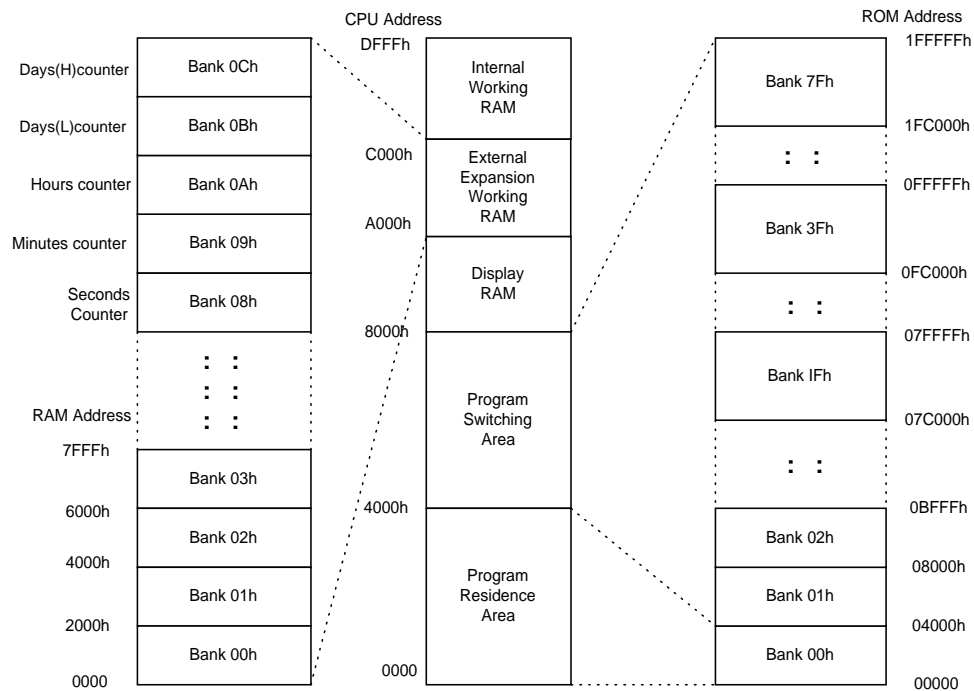 CPU Address
ROM Address
Days(H)counter
Bank 0Ch
Days(L)counter
Bank 0Bh
Hours counter
Bank 0Ah
Minutes counter
Bank 09h
Seconds
Counter
Bank 08h
: :
: :
: :
RAM Address
7FFFh
Bank 03h
6000h
Bank 02h
4000h
Bank 01h
2000h
Bank 00h
0000
DFFFh
Internal
Working
RAM
C000h
External
Expansion
Working
RAM
A000h
Display
RAM
8000h
Program
Switching
Area
4000h
Program
Residence
Area
0000
1FFFFFh
Bank 7Fh
1FC000h
: :
0FFFFFh
Bank 3Fh
0FC000h
: :
07FFFFh
Bank IFh
07C000h
: :
0BFFFh
Bank 02h
08000h
Bank 01h
04000h
Bank 00h
00000